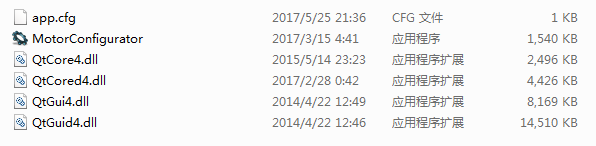 app.cfg 2017/5/25 21:36 CFG 文件 1 KB
MotorConfigurator 2017/3/15 4:41 应用程序 1,540 KB
QtCore4.dll 2015/5/14 23:23 应用程序扩展 2,496 KB
QtCored4.dll 2017/2/28 0:42 应用程序扩展 4,426 KB
QtGui4.dll 2014/4/22 12:49 应用程序扩展 8,169 KB
QtGuid4.dll 2014/4/22 12:46 应用程序扩展 14,510 KB